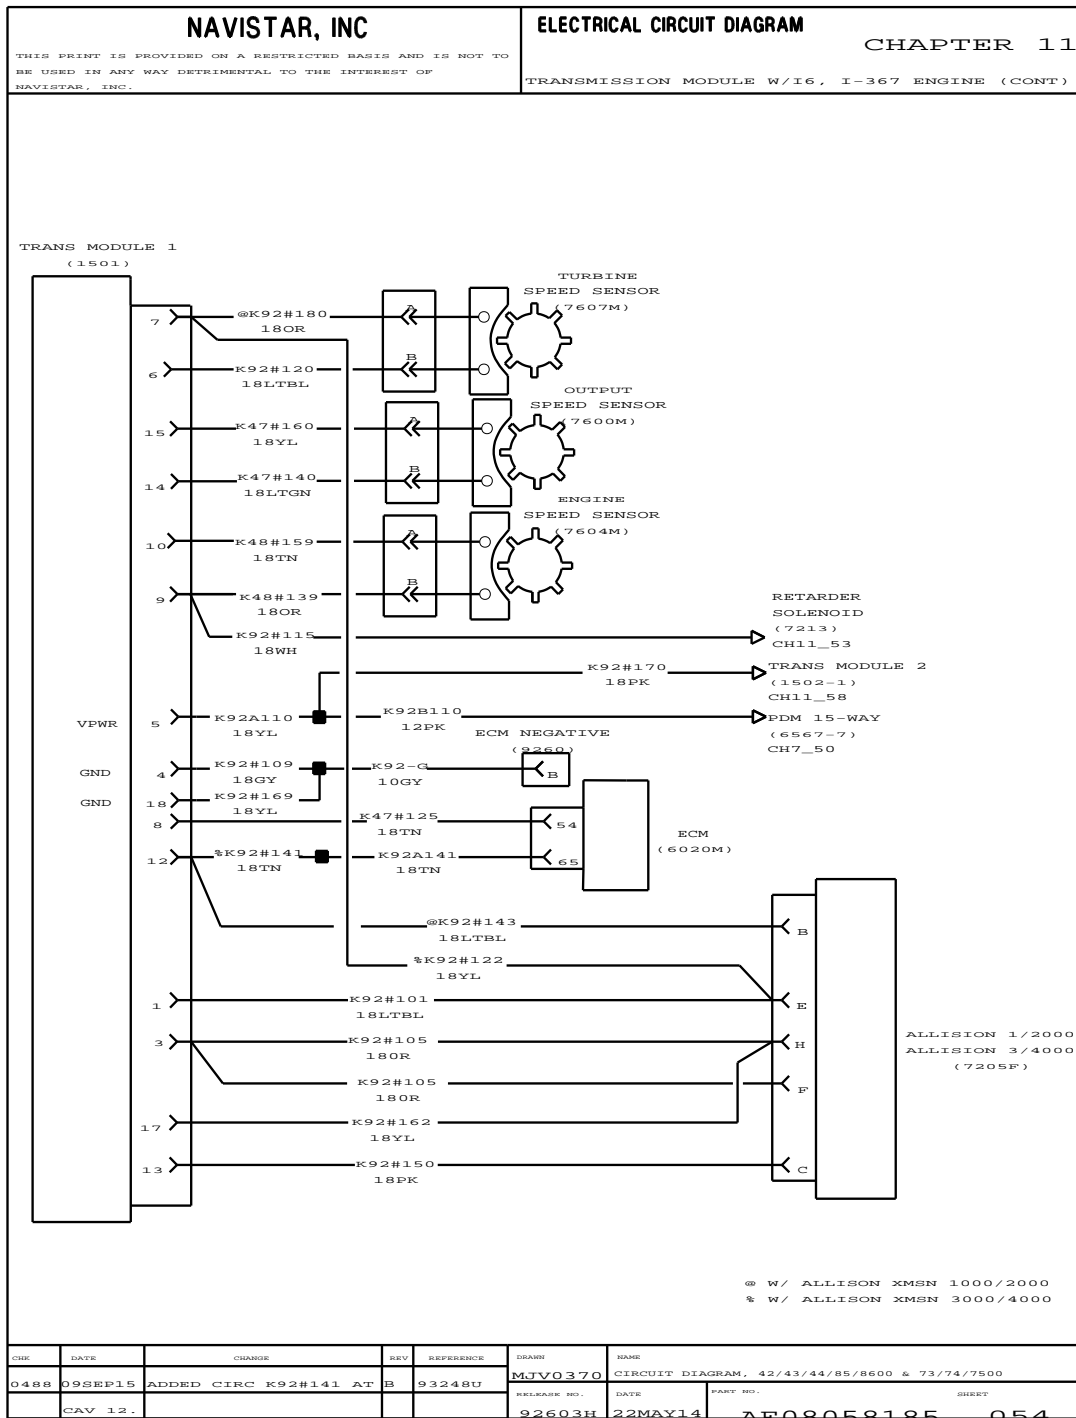 NAVISTAR, INC
THIS PRINT IS PROVIDED ON A RESTRICTED BASIS AND IS NOT TO
BE USED IN ANY WAY DETRIMENTAL TO THE INTEREST OF
NAVISTAR, INC.
ELECTRICAL CIRCUIT DIAGRAM
CHAPTER 11
TRANSMISSION MODULE W/I6, I-367 ENGINE (CONT)
TRANS MODULE 1
(1501)
TURBINE
SPEED SENSOR
(7607M)
7
@K92#180
18OR
A
6
K92#120
18LTBL
B
OUTPUT
SPEED SENSOR
(7600M)
15
K47#160
18YL
A
14
K47#140
18LTGN
B
ENGINE
SPEED SENSOR
(7604M)
10
K48#159
18TN
A
9
K48#139
18OR
B
K92#115
18WH
RETARDER
SOLENOID
(7213)
CH11_53
K92#170
18PK
TRANS MODULE 2
(1502-1)
CH11_58
VPWR
5
K92A110
18YL
K92B110
12PK
PDM 15-WAY
(6567-7)
CH7_50
ECM NEGATIVE
(9260)
GND
4
K92#109
18GY
K92-G
10GY
B
GND
18
K92#169
18YL
8
K47#125
18TN
54
12
%K92#141
18TN
K92A141
18TN
65
ECM
(6020M)
@K92#143
18LTBL
B
%K92#122
18YL
1
K92#101
18LTBL
E
3
K92#105
180R
H
K92#105
180R
F
17
K92#162
18YL
13
K92#150
18PK
C
ALLISION 1/2000
ALLISION 3/4000
(7205F)
@ W/ ALLISON XMSN 1000/2000
% W/ ALLISON XMSN 3000/4000
CHK DATE CHANGE REV REFERENCE
0488 09SEP15 ADDED CIRC K92#141 AT B 93248U
CAV 12.
DRAWN NAME
MJV0370 CIRCUIT DIAGRAM, 42/43/44/85/8600 & 73/74/7500
RELEASE NO. DATE PART NO. SHEET
92603H 22MAY14 AF08058185 054